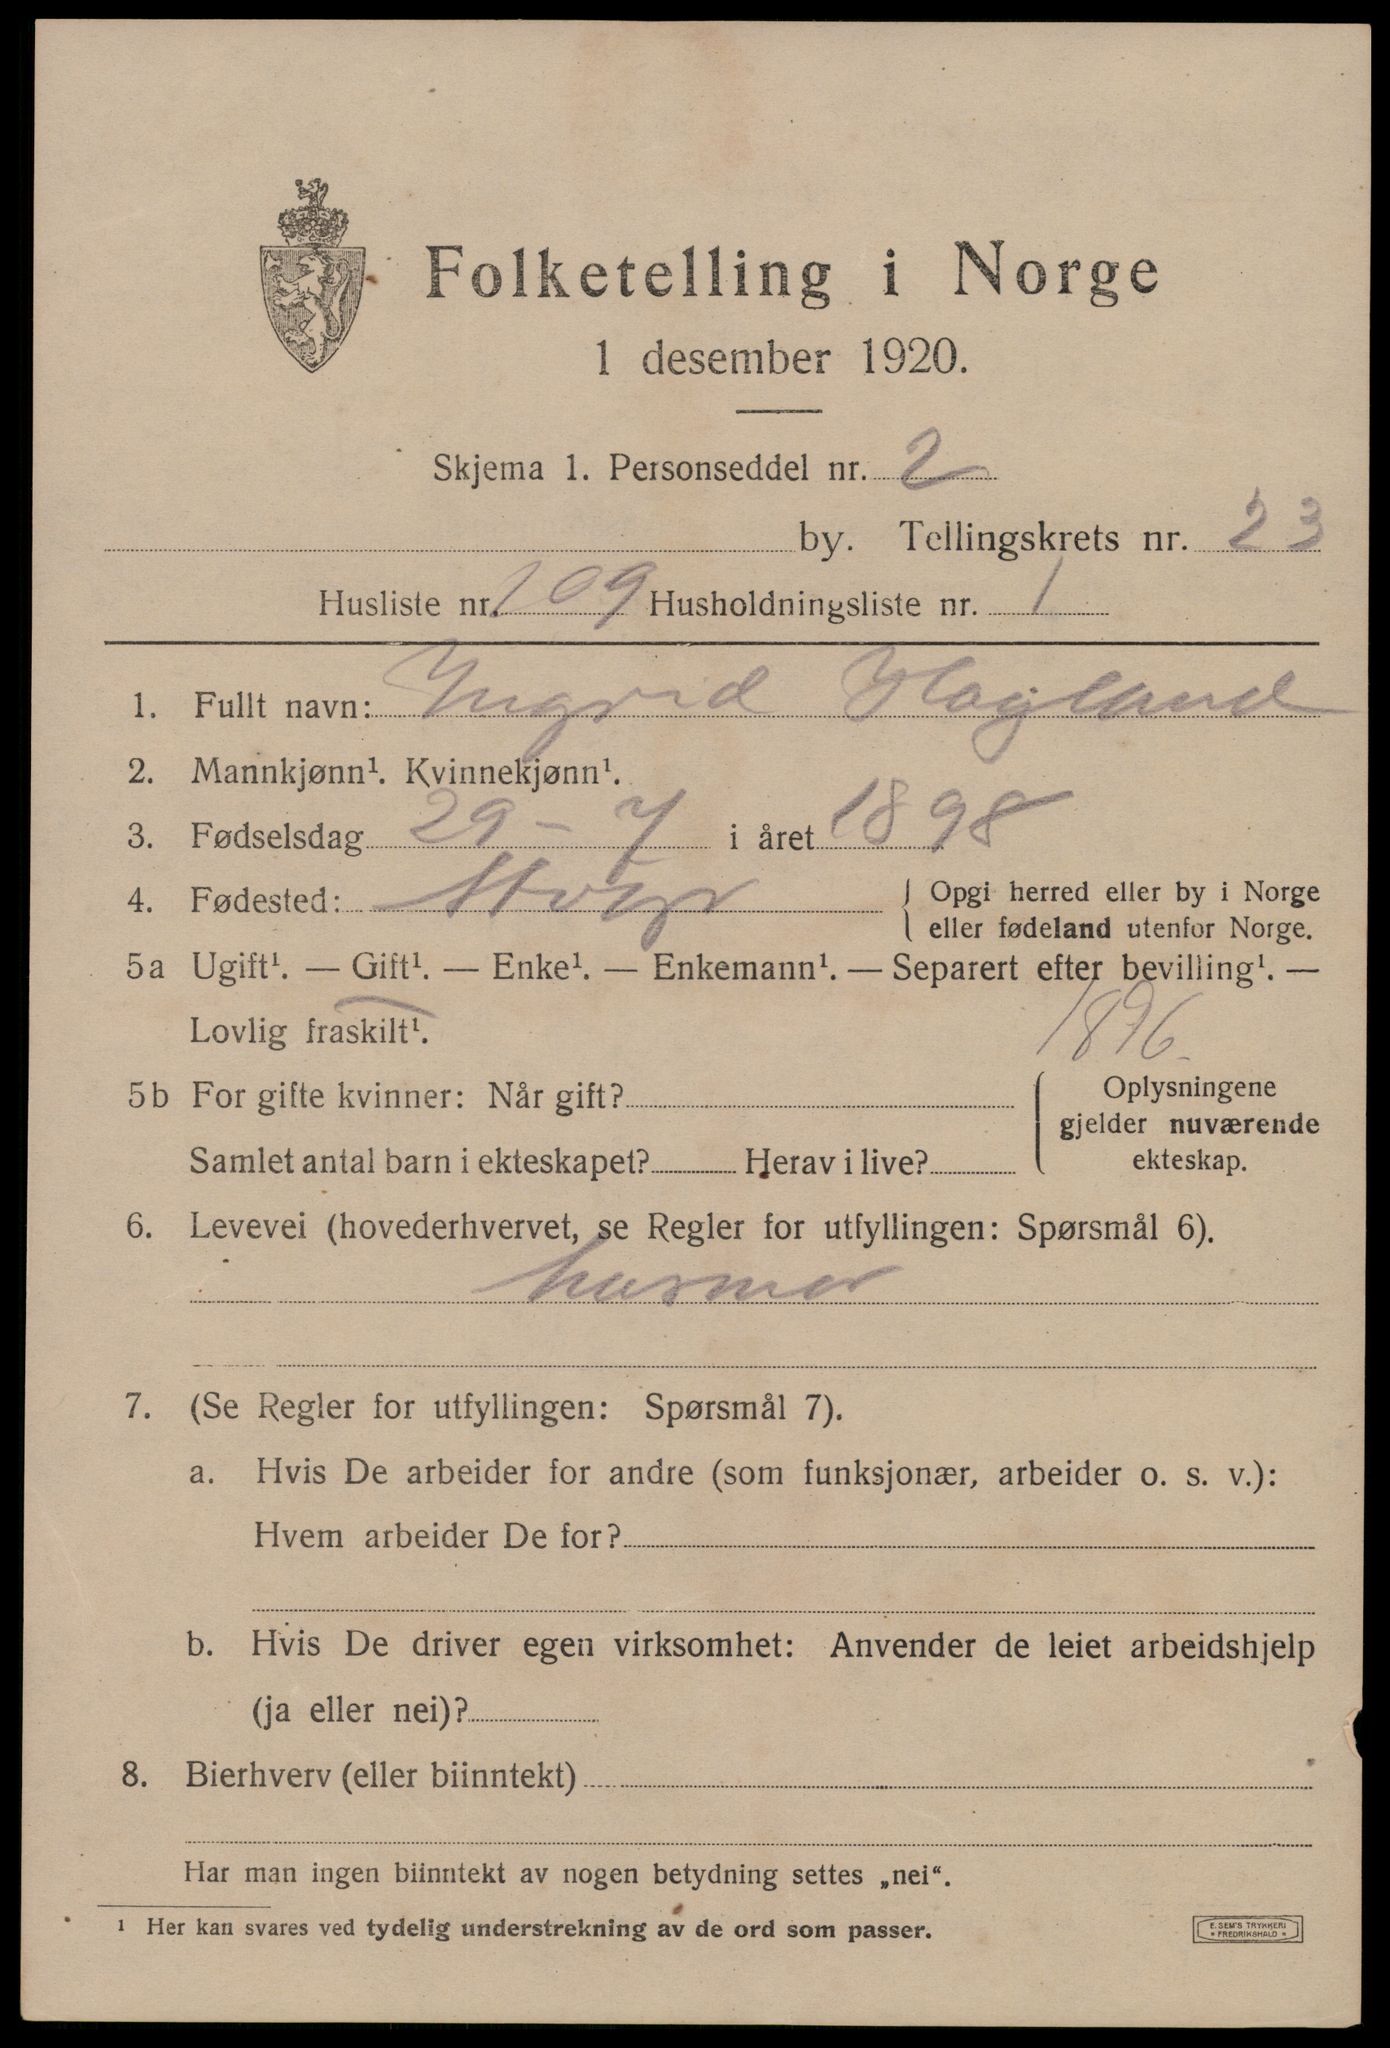 Folketelling i Norge
1 desember 1920.
Skjema 1. Personseddel nr. 2
by. Tellingskrets nr. 23
Husliste nr. 109 Husholdningsliste nr. 1
1. Fullt navn: Ingrid Hagland
2. Mannkjønn¹. Kvinnekjønn¹.
3. Fødselsdag 29 - 7 i året 1898
4. Fødested: { Opgi herred eller by i Norge
eller fødeland utenfor Norge.
5a Ugift¹. — Gift¹. — Enke¹. — Enkemann¹. — Separert efter bevilling¹. —
Lovlig fraskilt¹.
1896.
5b For gifte kvinner: Når gift? { Oplysningene
gjelder nuværende
Samlet antal barn i ekteskapet? Herav i live? ekteskap.
6. Levevei (hovederhvervet, se Regler for utfyllingen: Spørsmål 6).
husmor
7. (Se Regler for utfyllingen: Spørsmål 7).
a. Hvis De arbeider for andre (som funksjonær, arbeider o. s. v.):
Hvem arbeider De for?
b. Hvis De driver egen virksomhet: Anvender de leiet arbeidshjelp
(ja eller nei)?
8. Bierhverv (eller biinntekt)
Har man ingen biinntekt av nogen betydning settes „nei“.
¹ Her kan svares ved tydelig understrekning av de ord som passer.
E. SEM'S TRYKKERI
* FREDRIKSHALD *